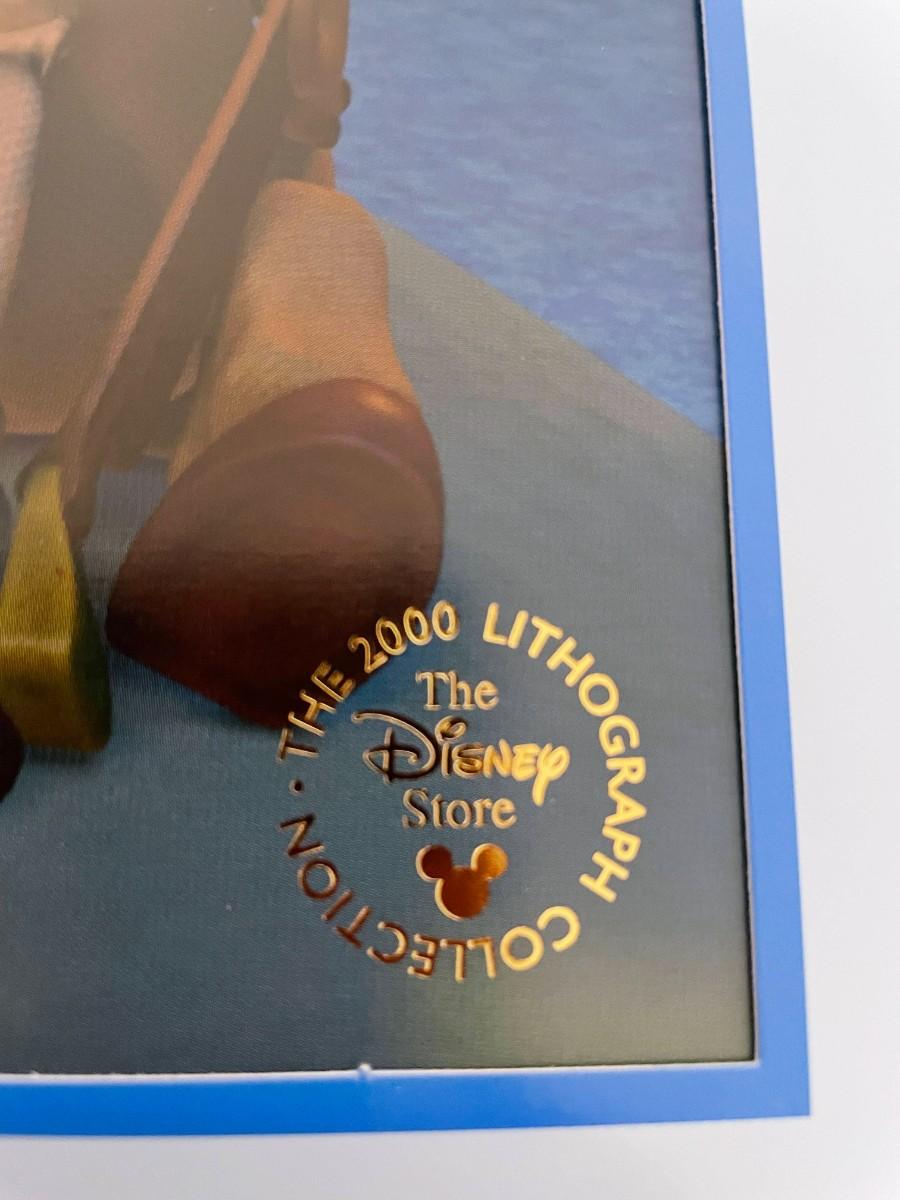 THE 2000 LITHOGRAPH COLLECTION •
The
Disney
Store